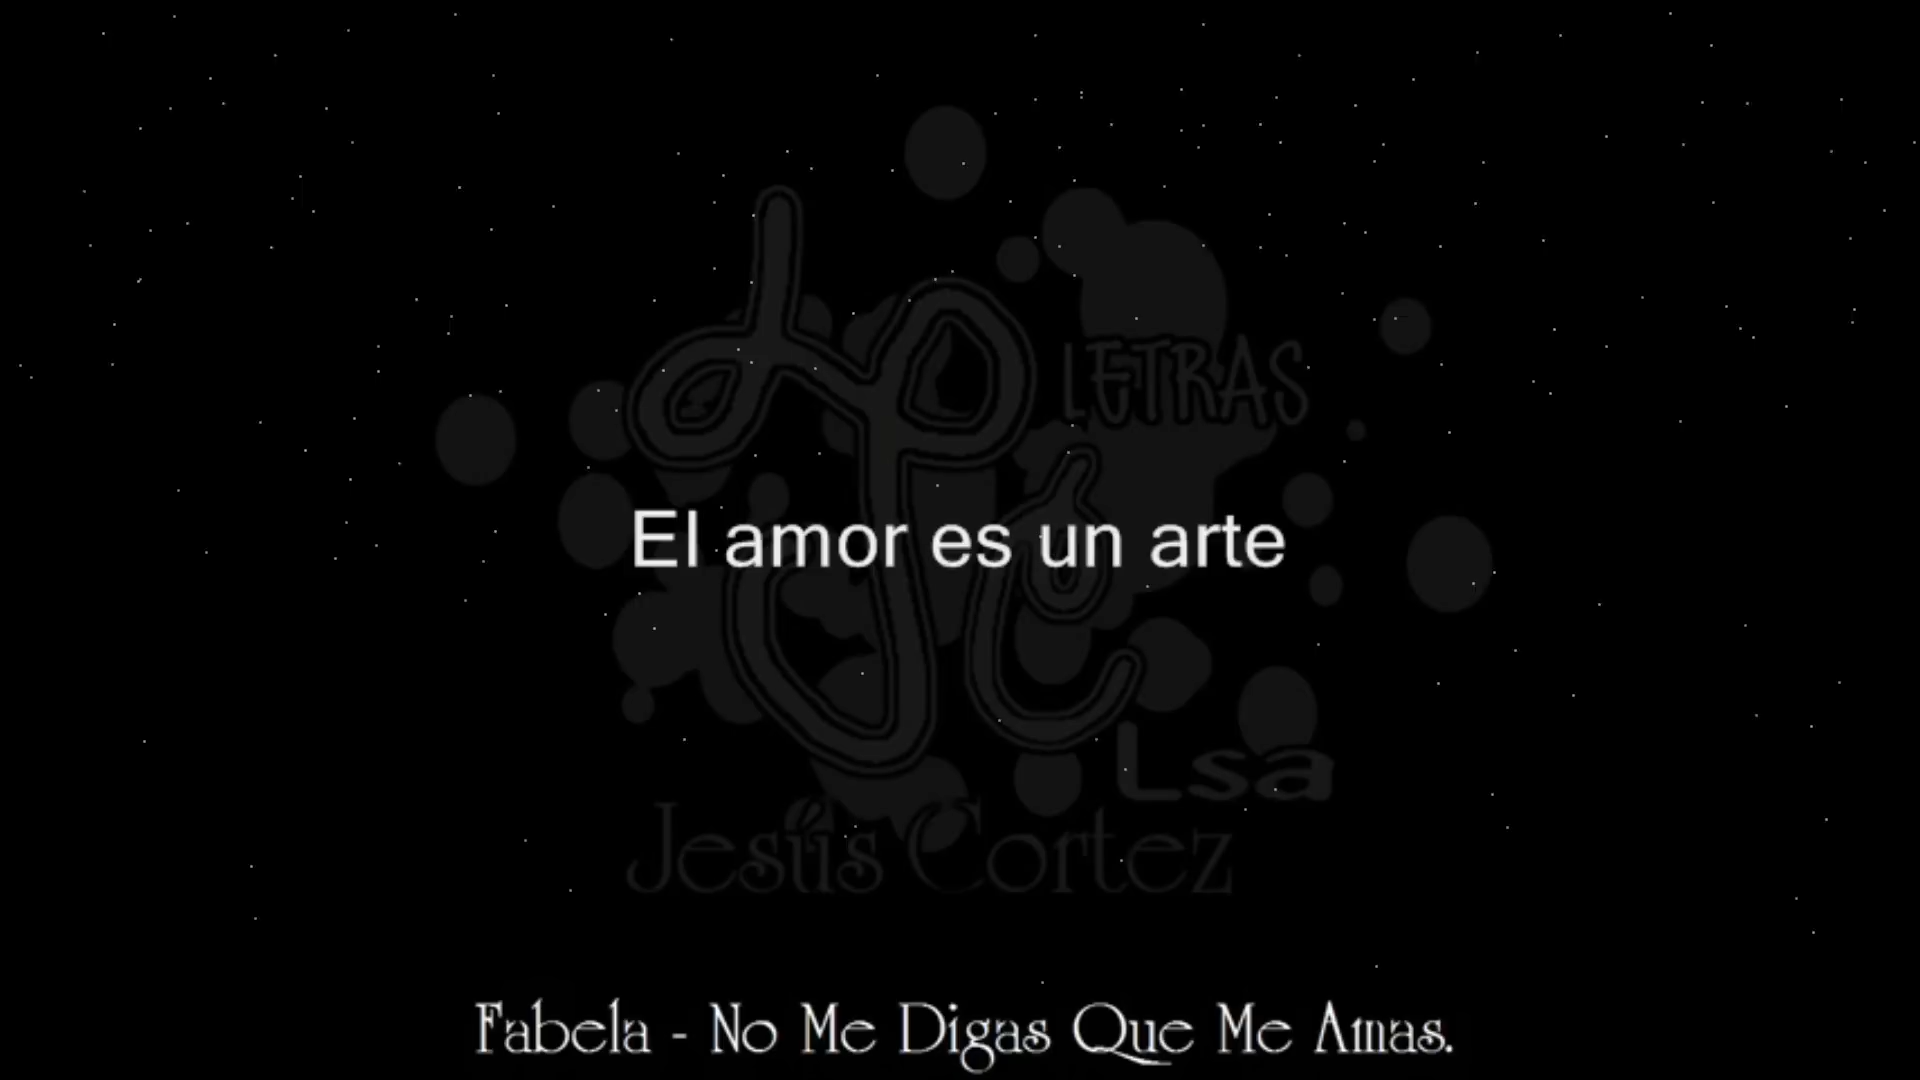 LETRAS
El amor es un arte
Lsa
Jesús Cortez
Fabela - No Me Digas Que Me Amas.